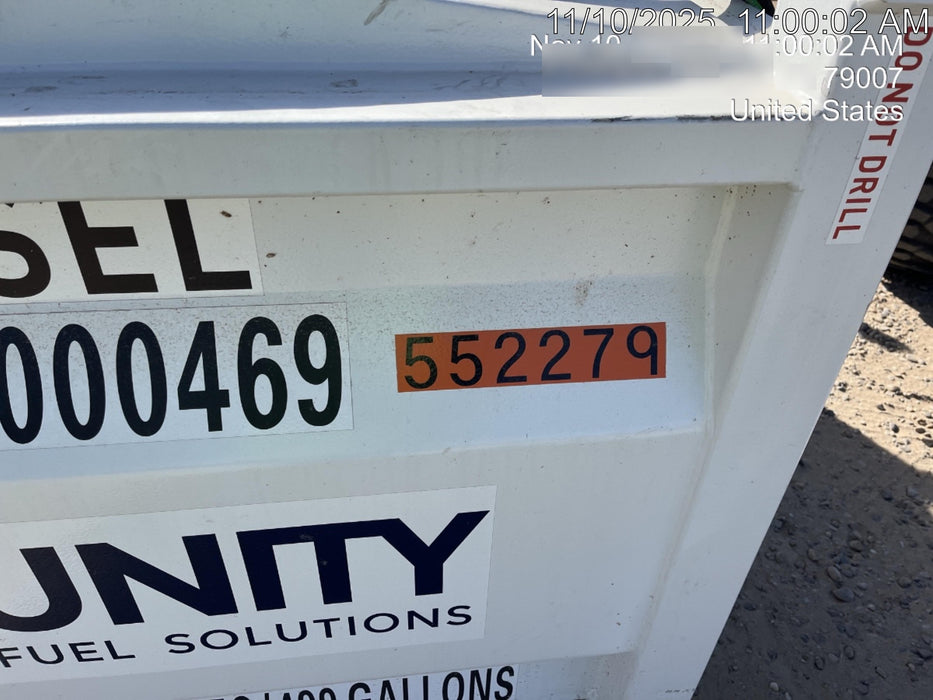 11/10/2025 11:00:02 AM
11:00:02 AM
79007
United States
DO NOT DRILL
SEL
000469
552279
UNITY
FUEL SOLUTIONS
GALLONS